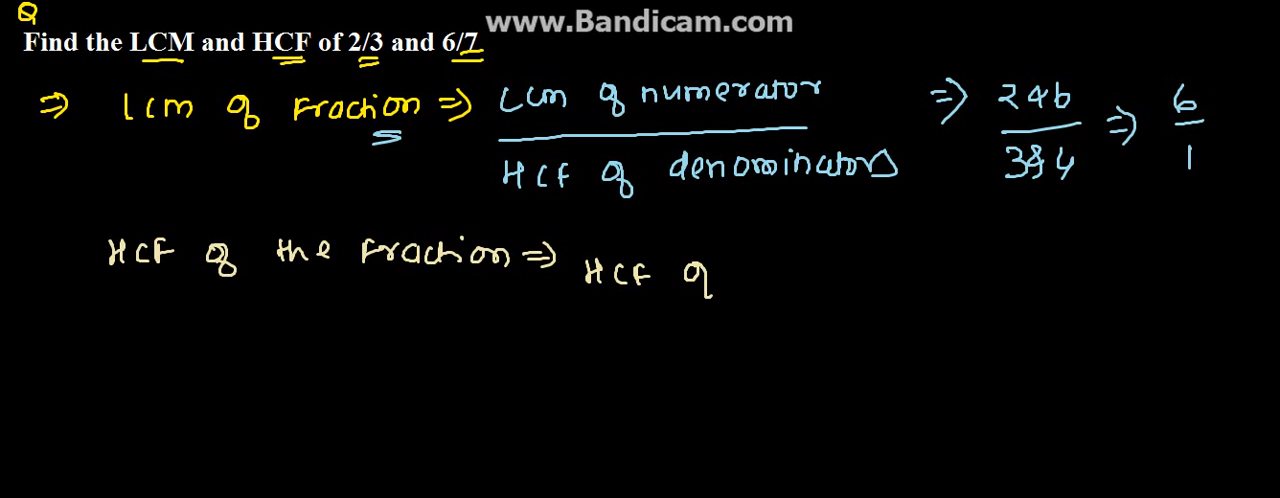 www.Bandicam.com
Q
Find the LCM and HCF of 2/3 and 6/7
⇒ LCM of Fraction ⇒ LCM of numerator / HCF of denominators ⇒ 2 & 6 / 3 & 4 ⇒ 6 / 1
HCF of the Fraction ⇒ HCF of